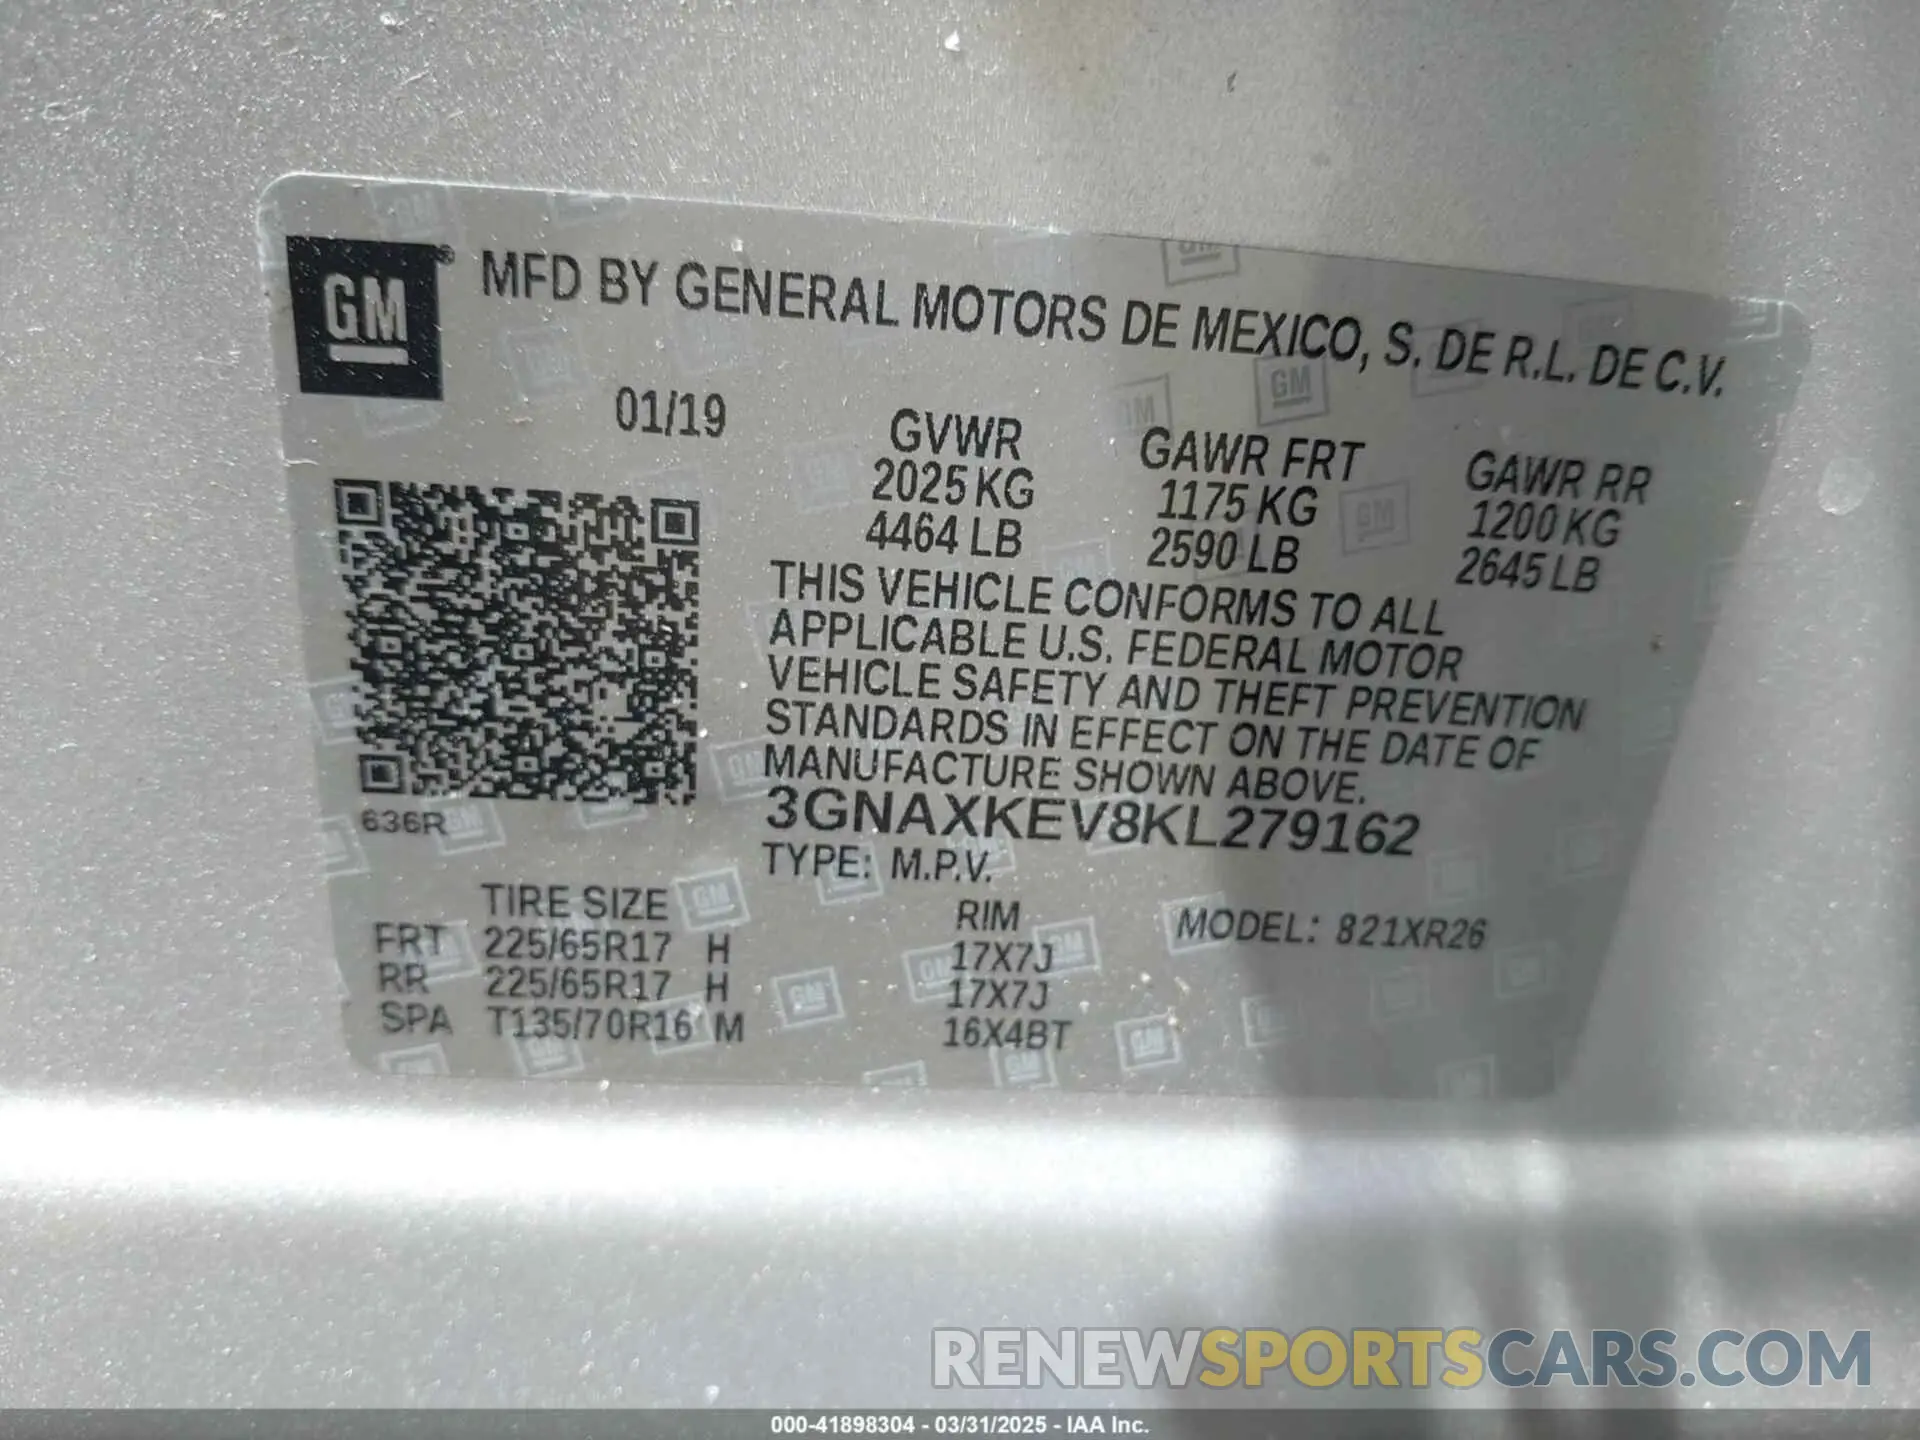 GM® MFD BY GENERAL MOTORS DE MEXICO, S. DE R.L. DE C.V.
01/19 GVWR GAWR FRT GAWR RR
2025 KG 1175 KG 1200 KG
4464 LB 2590 LB 2645 LB
THIS VEHICLE CONFORMS TO ALL
APPLICABLE U.S. FEDERAL MOTOR
VEHICLE SAFETY AND THEFT PREVENTION
STANDARDS IN EFFECT ON THE DATE OF
MANUFACTURE SHOWN ABOVE.
3GNAXKEV8KL279162
636R
TYPE: M.P.V.
TIRE SIZE RIM MODEL: 821XR26
FRT 225/65R17 H 17X7J
RR 225/65R17 H 17X7J
SPA T135/70R16 M 16X4BT
RENEWSPORTSCARS.COM
000-41898304 - 03/31/2025 - IAA Inc.